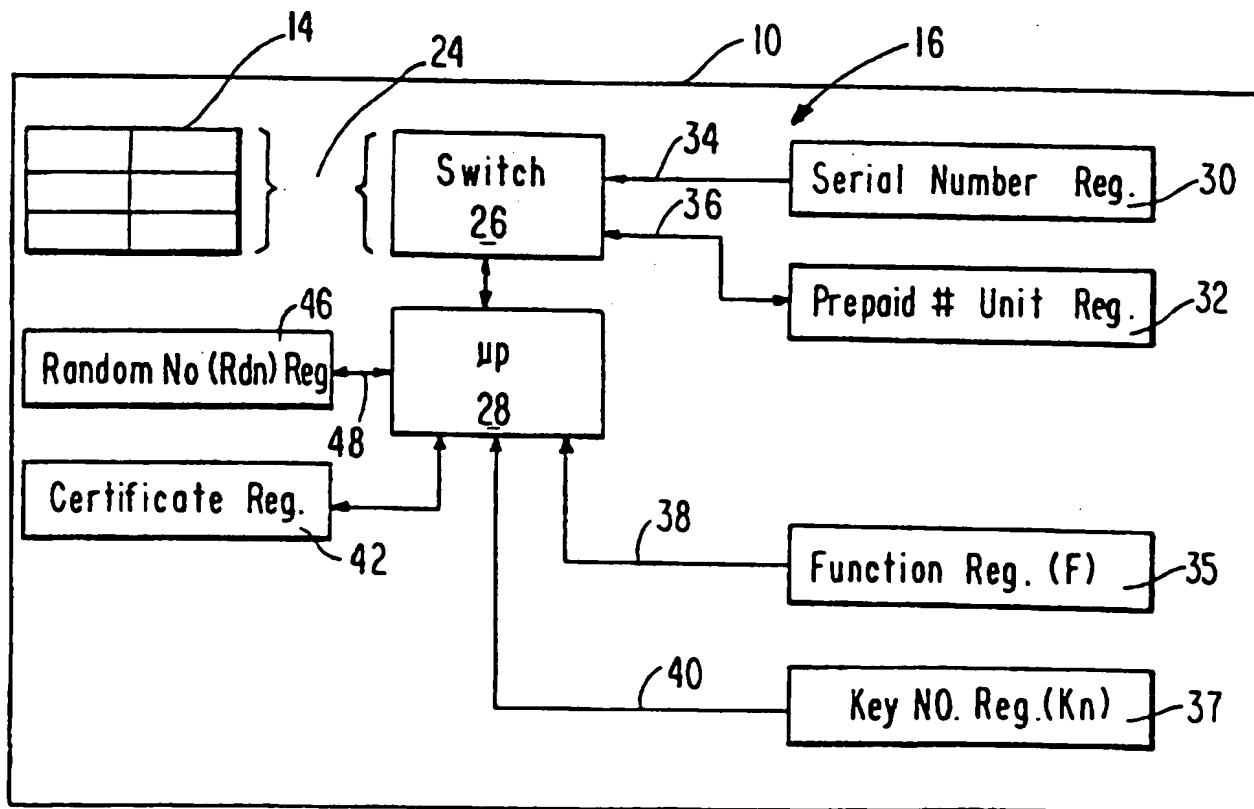 14
24
10
16
Switch
26
34
36
Serial Number Reg.
30
Prepaid # Unit Reg.
32
46
Random No (Rdn) Reg
48
µp
28
Certificate Reg.
42
38
Function Reg. (F)
35
40
Key NO. Reg.(Kn)
37